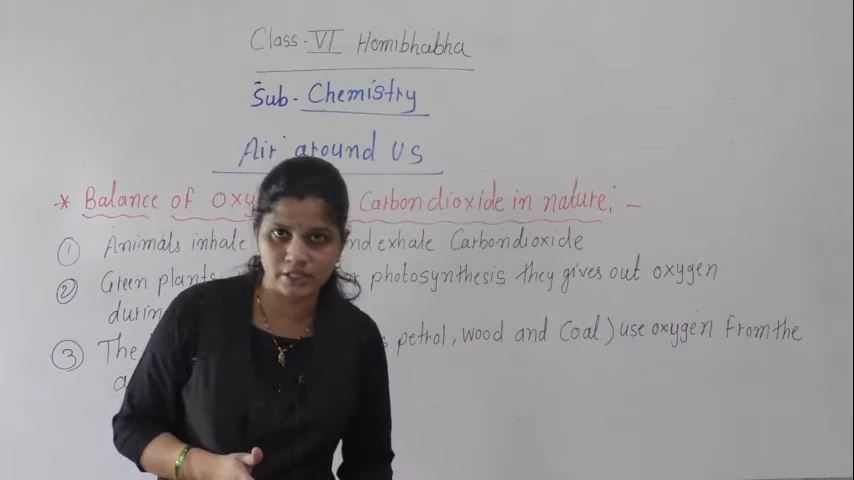 Class-VI Homibhabha
Sub- Chemistry
Air around us
* Balance of oxy Carbondioxide in nature; -
① Animals inhale nd exhale Carbondioxide
② Green plants photosynthesis they gives out oxygen
durin
③ The petrol, wood and Coal) use oxygen from the
a